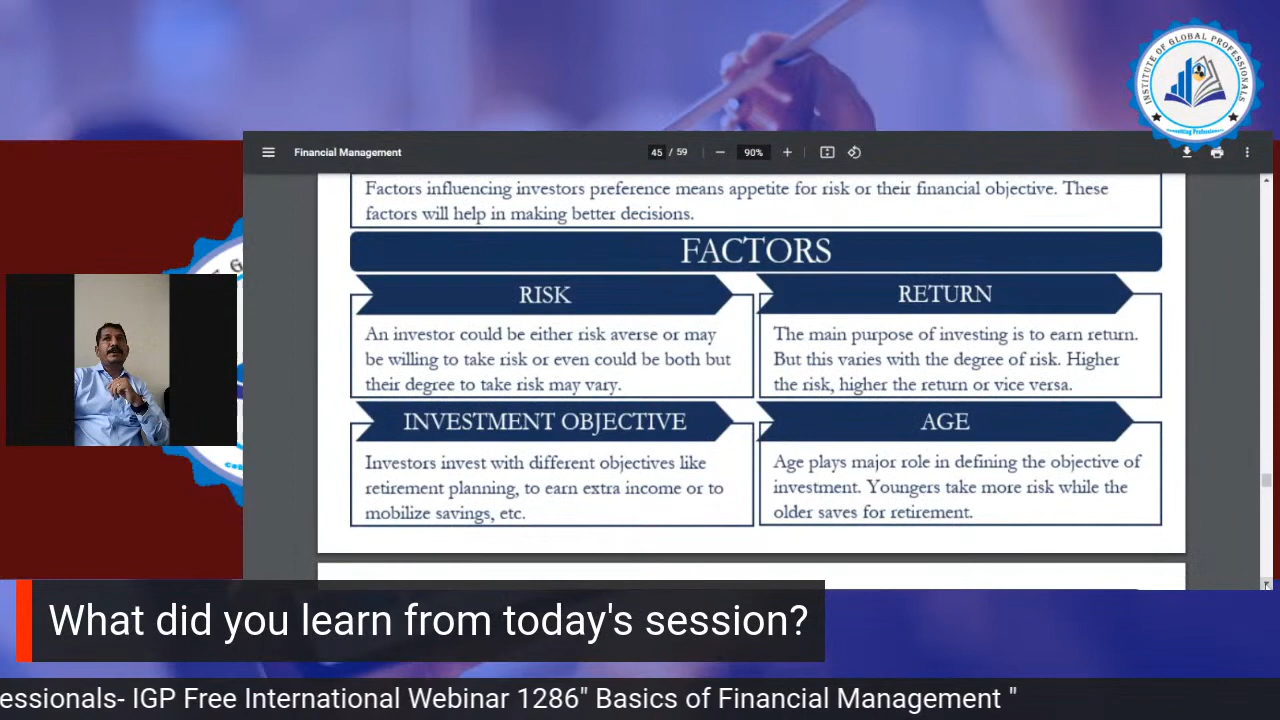 INSTITUTE OF GLOBAL PROFESSIONALS
Connecting Professionals
Financial Management
45 / 59
90%
Factors influencing investors preference means appetite for risk or their financial objective. These
factors will help in making better decisions.
FACTORS
RISK
An investor could be either risk averse or may
be willing to take risk or even could be both but
their degree to take risk may vary.
RETURN
The main purpose of investing is to earn return.
But this varies with the degree of risk. Higher
the risk, higher the return or vice versa.
INVESTMENT OBJECTIVE
Investors invest with different objectives like
retirement planning, to earn extra income or to
mobilize savings, etc.
AGE
Age plays major role in defining the objective of
investment. Youngers take more risk while the
older saves for retirement.
What did you learn from today's session?
essionals- IGP Free International Webinar 1286" Basics of Financial Management "